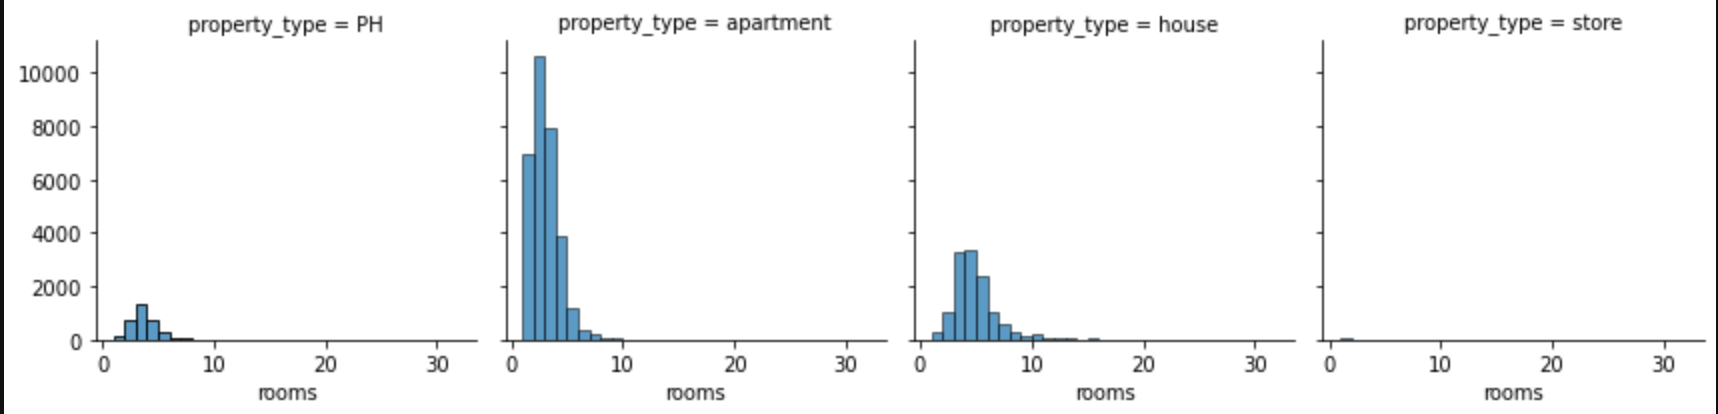 property_type = PH
property_type = apartment
property_type = house
property_type = store
10000
8000
6000
4000
2000
0
0 10 20 30
0 10 20 30
0 10 20 30
0 10 20 30
rooms
rooms
rooms
rooms